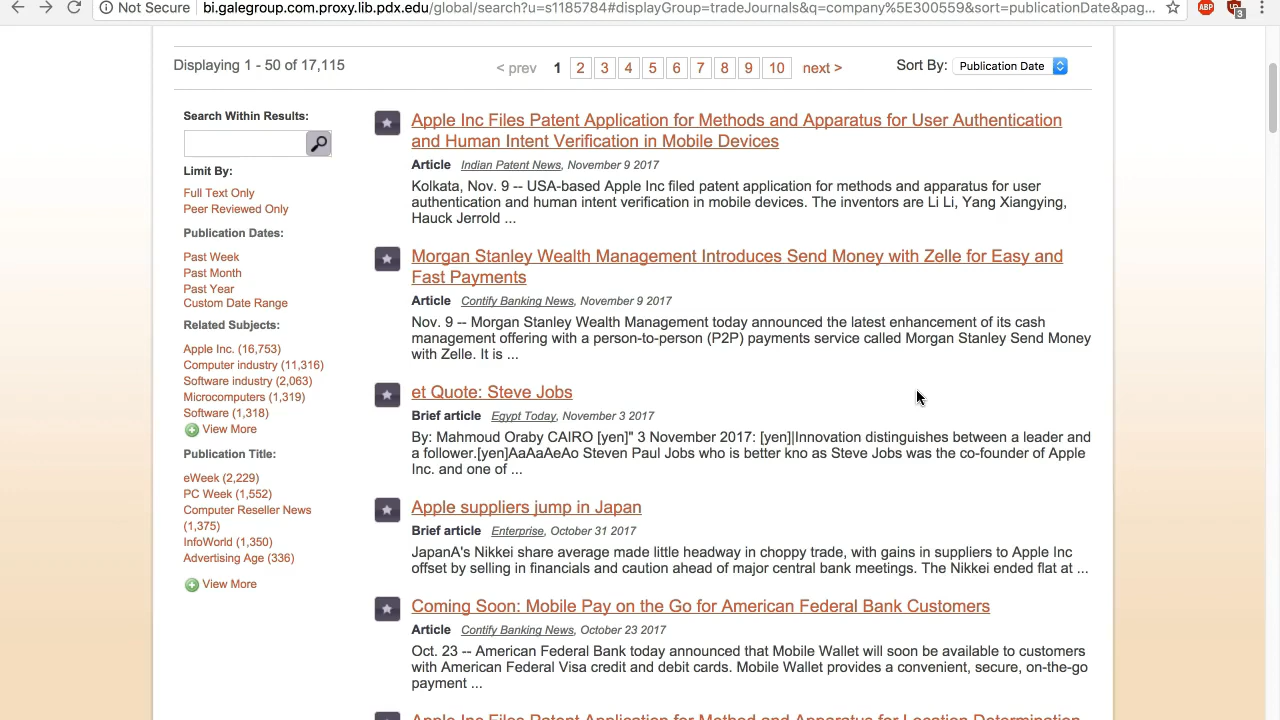 Not Secure bi.galegroup.com.proxy.lib.pdx.edu/global/search?u=s1185784#displayGroup=tradeJournals&q=company%5E300559&sort=publicationDate&pag... ABP 3
Displaying 1 - 50 of 17,115
< prev 1 2 3 4 5 6 7 8 9 10 next >
Sort By: Publication Date
Search Within Results:
Limit By:
Full Text Only
Peer Reviewed Only
Publication Dates:
Past Week
Past Month
Past Year
Custom Date Range
Related Subjects:
Apple Inc. (16,753)
Computer industry (11,316)
Software industry (2,063)
Microcomputers (1,319)
Software (1,318)
View More
Publication Title:
eWeek (2,229)
PC Week (1,552)
Computer Reseller News
(1,375)
InfoWorld (1,350)
Advertising Age (336)
View More
Apple Inc Files Patent Application for Methods and Apparatus for User Authentication
and Human Intent Verification in Mobile Devices
Article Indian Patent News, November 9 2017
Kolkata, Nov. 9 -- USA-based Apple Inc filed patent application for methods and apparatus for user
authentication and human intent verification in mobile devices. The inventors are Li Li, Yang Xiangying,
Hauck Jerrold ...
Morgan Stanley Wealth Management Introduces Send Money with Zelle for Easy and
Fast Payments
Article Contify Banking News, November 9 2017
Nov. 9 -- Morgan Stanley Wealth Management today announced the latest enhancement of its cash
management offering with a person-to-person (P2P) payments service called Morgan Stanley Send Money
with Zelle. It is ...
et Quote: Steve Jobs
Brief article Egypt Today, November 3 2017
By: Mahmoud Oraby CAIRO [yen]" 3 November 2017: [yen]|Innovation distinguishes between a leader and
a follower.[yen]AaAaAeAo Steven Paul Jobs who is better kno as Steve Jobs was the co-founder of Apple
Inc. and one of ...
Apple suppliers jump in Japan
Brief article Enterprise, October 31 2017
JapanA's Nikkei share average made little headway in choppy trade, with gains in suppliers to Apple Inc
offset by selling in financials and caution ahead of major central bank meetings. The Nikkei ended flat at ...
Coming Soon: Mobile Pay on the Go for American Federal Bank Customers
Article Contify Banking News, October 23 2017
Oct. 23 -- American Federal Bank today announced that Mobile Wallet will soon be available to customers
with American Federal Visa credit and debit cards. Mobile Wallet provides a convenient, secure, on-the-go
payment ...
Apple Inc Files Patent Application for Method and Apparatus for Location Determination